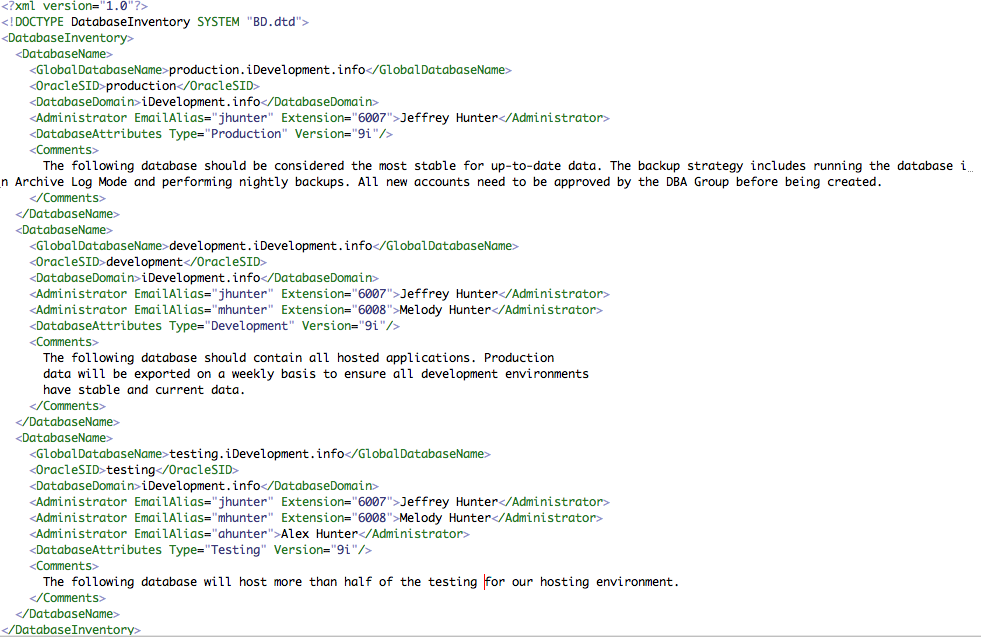 <?xml version="1.0"?>
<!DOCTYPE DatabaseInventory SYSTEM "BD.dtd">
<DatabaseInventory>
  <DatabaseName>
    <GlobalDatabaseName>production.iDevelopment.info</GlobalDatabaseName>
    <OracleSID>production</OracleSID>
    <DatabaseDomain>iDevelopment.info</DatabaseDomain>
    <Administrator EmailAlias="jhunter" Extension="6007">Jeffrey Hunter</Administrator>
    <DatabaseAttributes Type="Production" Version="9i"/>
    <Comments>
      The following database should be considered the most stable for up-to-date data. The backup strategy includes running the database i
n Archive Log Mode and performing nightly backups. All new accounts need to be approved by the DBA Group before being created.
    </Comments>
  </DatabaseName>
  <DatabaseName>
    <GlobalDatabaseName>development.iDevelopment.info</GlobalDatabaseName>
    <OracleSID>development</OracleSID>
    <DatabaseDomain>iDevelopment.info</DatabaseDomain>
    <Administrator EmailAlias="jhunter" Extension="6007">Jeffrey Hunter</Administrator>
    <Administrator EmailAlias="mhunter" Extension="6008">Melody Hunter</Administrator>
    <DatabaseAttributes Type="Development" Version="9i"/>
    <Comments>
      The following database should contain all hosted applications. Production
      data will be exported on a weekly basis to ensure all development environments
      have stable and current data.
    </Comments>
  </DatabaseName>
  <DatabaseName>
    <GlobalDatabaseName>testing.iDevelopment.info</GlobalDatabaseName>
    <OracleSID>testing</OracleSID>
    <DatabaseDomain>iDevelopment.info</DatabaseDomain>
    <Administrator EmailAlias="jhunter" Extension="6007">Jeffrey Hunter</Administrator>
    <Administrator EmailAlias="mhunter" Extension="6008">Melody Hunter</Administrator>
    <Administrator EmailAlias="ahunter">Alex Hunter</Administrator>
    <DatabaseAttributes Type="Testing" Version="9i"/>
    <Comments>
      The following database will host more than half of the testing for our hosting environment.
    </Comments>
  </DatabaseName>
</DatabaseInventory>